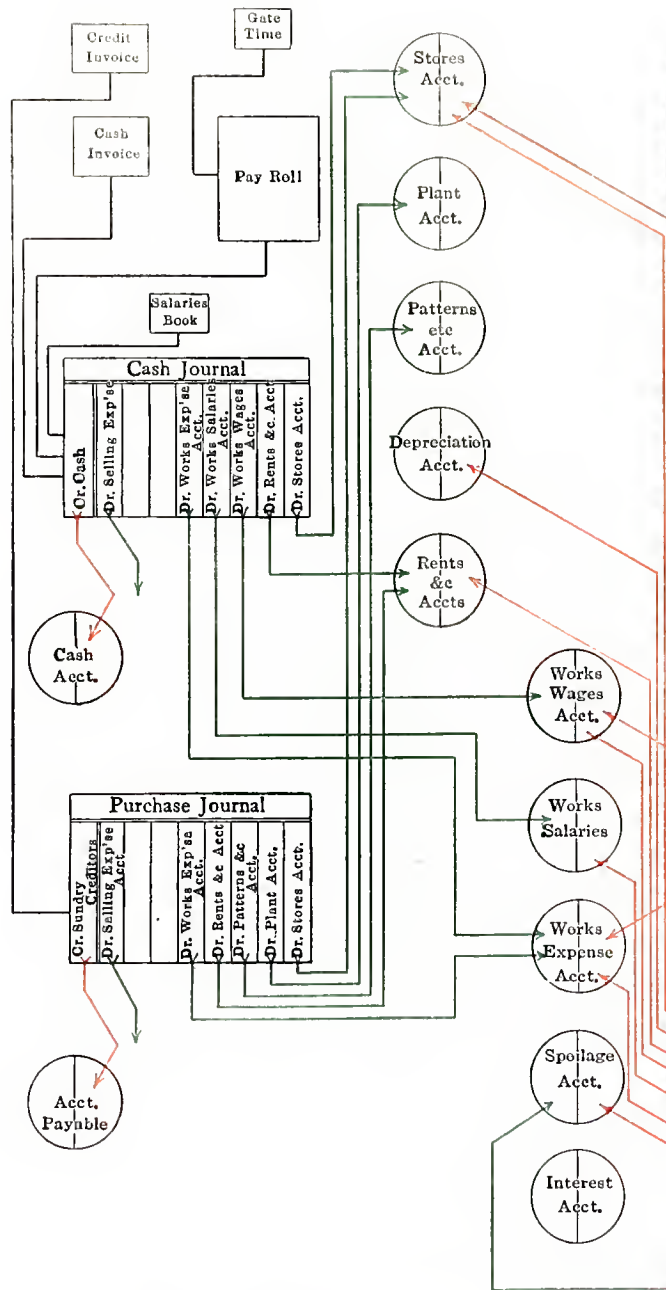 Credit
Invoice
Gate
Time
Cash
Invoice
Pay Roll
Salaries
Book
Cash Journal
Cr. Cash
Dr. Selling Exp'se
Dr. Works Exp'se
Acct.
Dr. Works Salaries
Acct.
Dr. Works Wages
Acct.
Dr. Rents &c. Acct
Dr. Stores Acct.
Cash
Acct.
Purchase Journal
Cr. Sundry
Creditors
Dr. Selling Exp'se
Acct
Dr. Works Exp'se
Acct.
Dr. Rents &c Acct
Dr. Patterns &c
Acct.
Dr. Plant Acct.
Dr. Stores Acct.
Acct.
Payable
Stores
Acct.
Plant
Acct.
Patterns
etc
Acct.
Depreciation
Acct.
Rents
&c
Accts
Works
Wages
Acct.
Works
Salaries
Works
Expense
Acct.
Spoilage
Acct.
Interest
Acct.